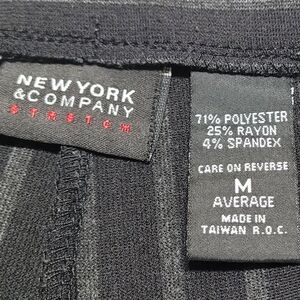 NEW YORK
& COMPANY
STRETCH
71% POLYESTER
25% RAYON
4% SPANDEX
CARE ON REVERSE
M
AVERAGE
MADE IN
TAIWAN R.O.C.